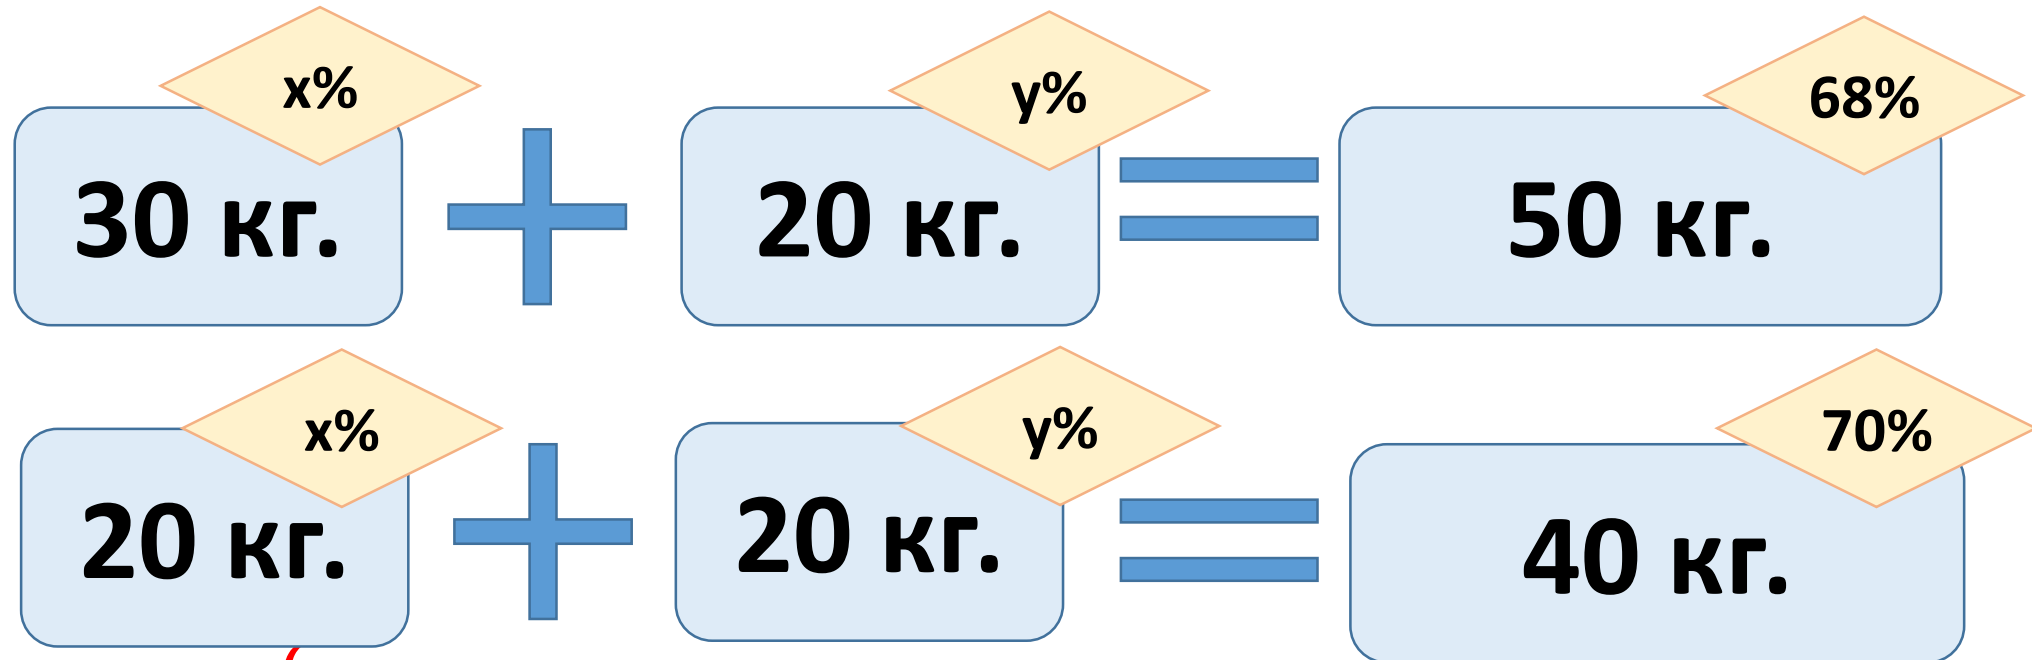 x% y% 68%
30 кг. 20 кг. 50 кг.
x% y% 70%
20 кг. 20 кг. 40 кг.